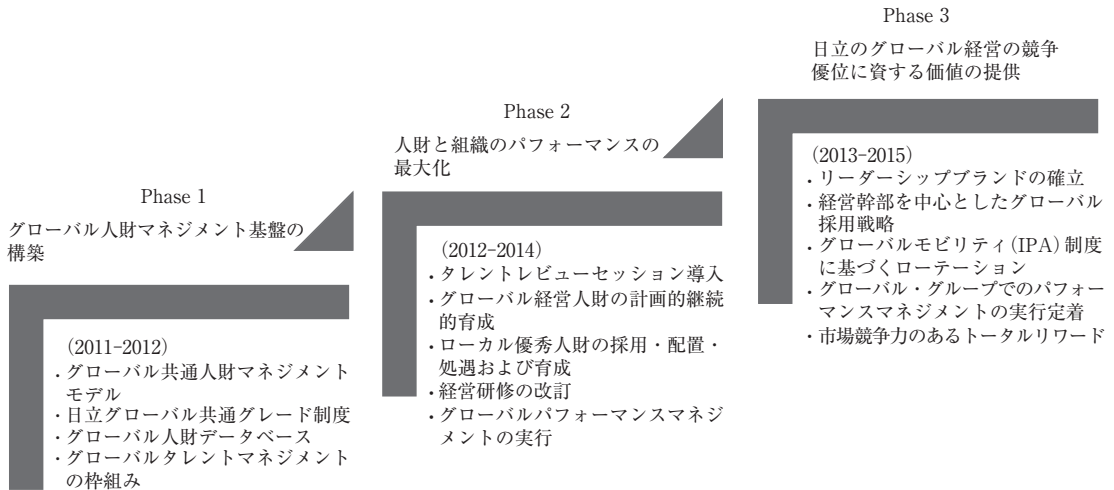 Phase 1
グローバル人財マネジメント基盤の
構築
(2011-2012)
・グローバル共通人財マネジメント
モデル
・日立グローバル共通グレード制度
・グローバル人財データベース
・グローバルタレントマネジメント
の枠組み
Phase 2
人財と組織のパフォーマンスの
最大化
(2012-2014)
・タレントレビューセッション導入
・グローバル経営人財の計画的継続
的育成
・ローカル優秀人財の採用・配置・
処遇および育成
・経営研修の改訂
・グローバルパフォーマンスマネジ
メントの実行
Phase 3
日立のグローバル経営の競争
優位に資する価値の提供
(2013-2015)
・リーダーシップブランドの確立
・経営幹部を中心としたグローバル
採用戦略
・グローバルモビリティ(IPA)制度
に基づくローテーション
・グローバル・グループでのパフォー
マンスマネジメントの実行定着
・市場競争力のあるトータルリワード